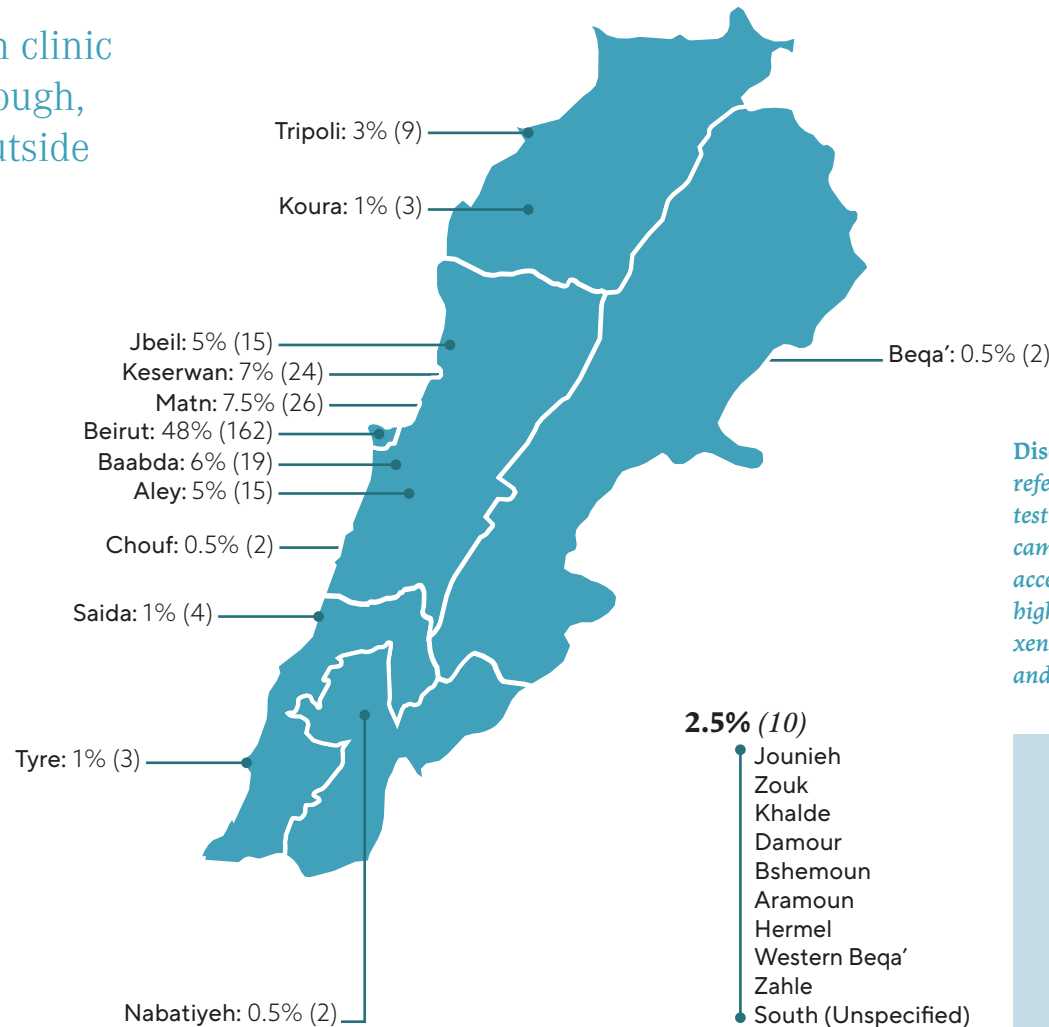 clinic
ough,
utside
Tripoli: 3% (9)
Koura: 1% (3)
Jbeil: 5% (15)
Keserwan: 7% (24)
Matn: 7.5% (26)
Beirut: 48% (162)
Baabda: 6% (19)
Aley: 5% (15)
Chouf: 0.5% (2)
Saida: 1% (4)
Tyre: 1% (3)
Nabatiyeh: 0.5% (2)
Beqa’: 0.5% (2)
2.5% (10)
Jounieh
Zouk
Khalde
Damour
Bshemoun
Aramoun
Hermel
Western Beqa’
Zahle
South (Unspecified)
Dis
refe
test
cam
acce
high
xen
and